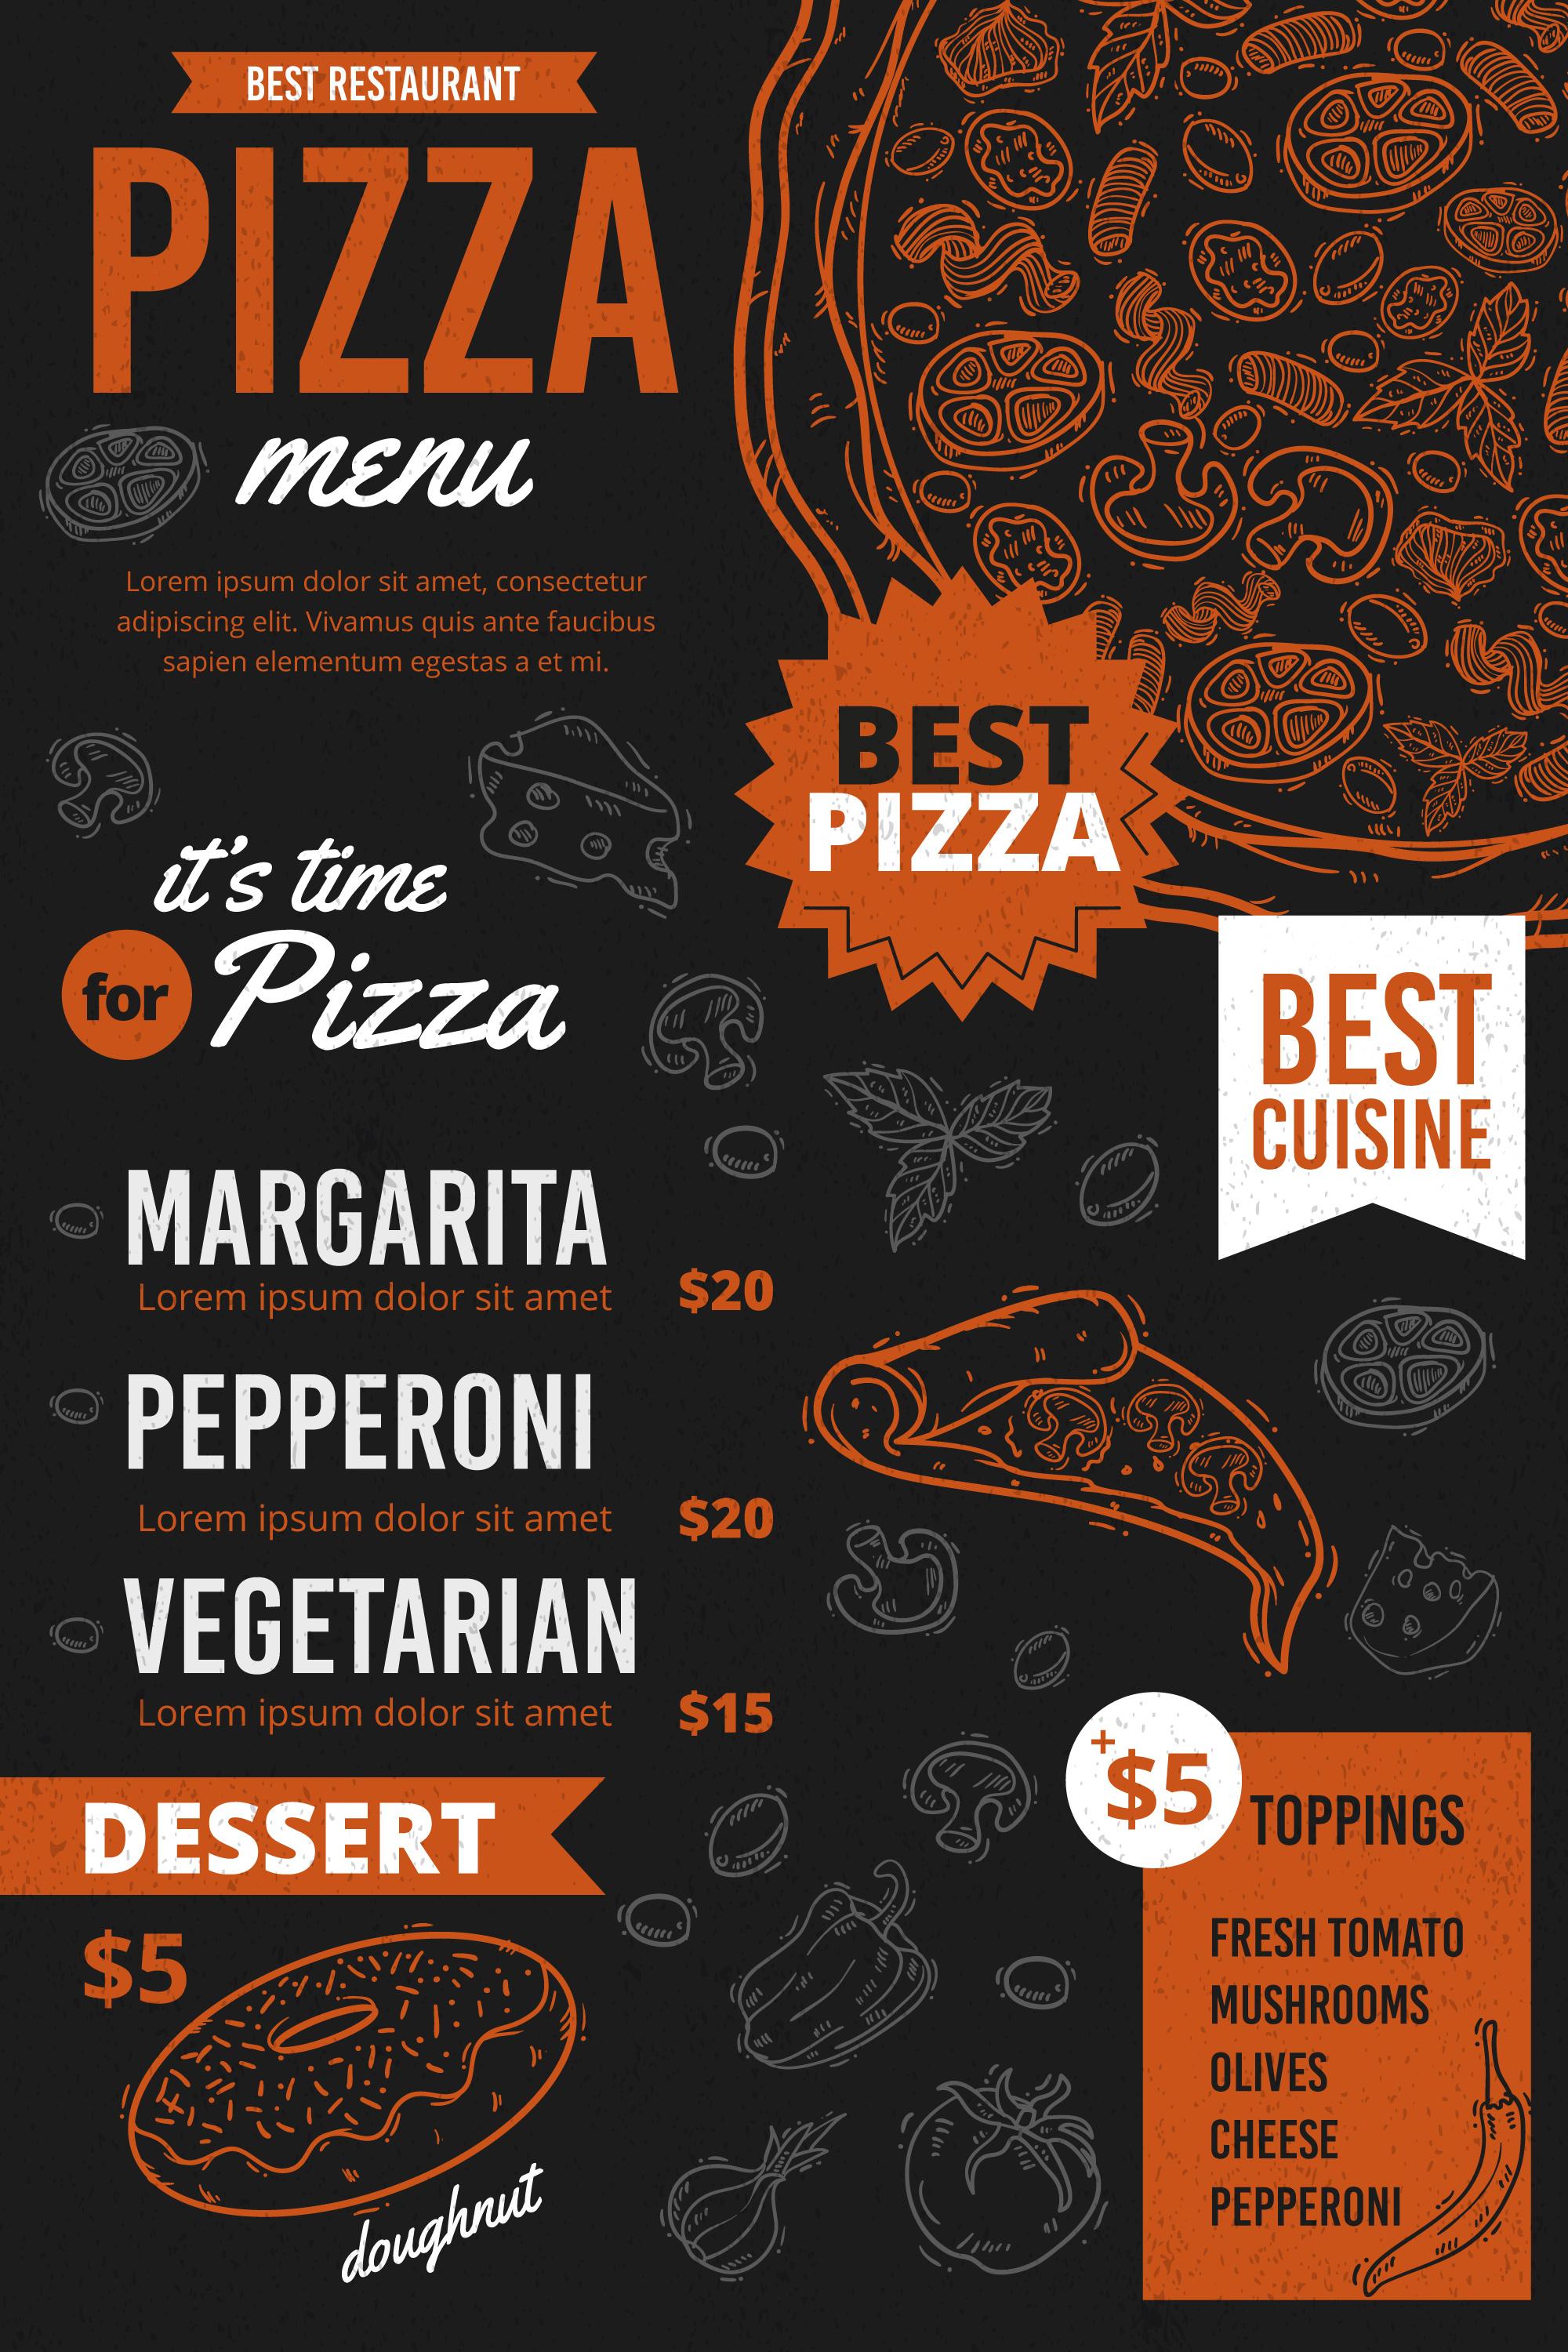 BEST RESTAURANT
PIZZA
menu
Lorem ipsum dolor sit amet, consectetur
adipiscing elit. Vivamus quis ante faucibus
sapien elementum egestas a et mi.
BEST
PIZZA
it's time
for Pizza
BEST
CUISINE
MARGARITA
Lorem ipsum dolor sit amet $20
PEPPERONI
Lorem ipsum dolor sit amet $20
VEGETARIAN
Lorem ipsum dolor sit amet $15
DESSERT
$5
doughnut
+$5 TOPPINGS
FRESH TOMATO
MUSHROOMS
OLIVES
CHEESE
PEPPERONI